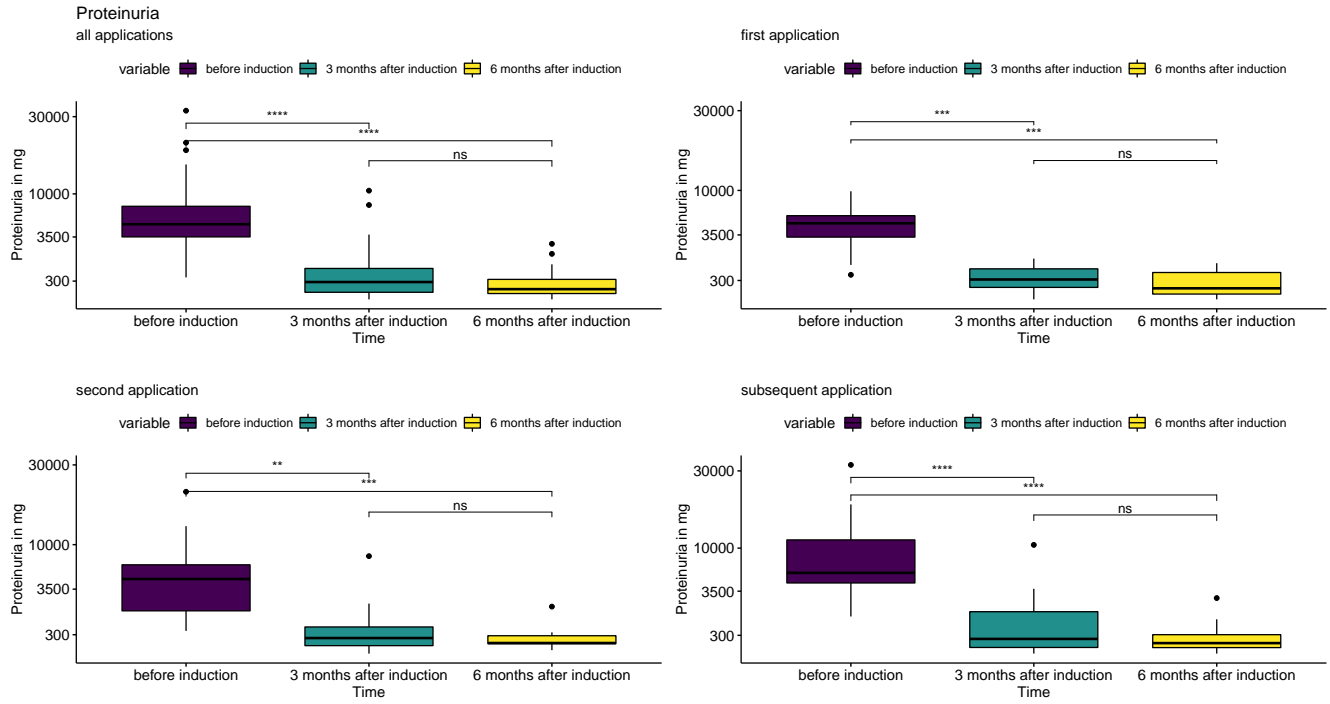 Proteinuria
all applications
variable before induction 3 months after induction 6 months after induction
Proteinuria in mg
30000
10000
3500
300
****
****
ns
before induction 3 months after induction 6 months after induction
Time
first application
variable before induction 3 months after induction 6 months after induction
Proteinuria in mg
30000
10000
3500
300
***
***
ns
before induction 3 months after induction 6 months after induction
Time
second application
variable before induction 3 months after induction 6 months after induction
Proteinuria in mg
30000
10000
3500
300
**
***
ns
before induction 3 months after induction 6 months after induction
Time
subsequent application
variable before induction 3 months after induction 6 months after induction
Proteinuria in mg
30000
10000
3500
300
****
****
ns
before induction 3 months after induction 6 months after induction
Time